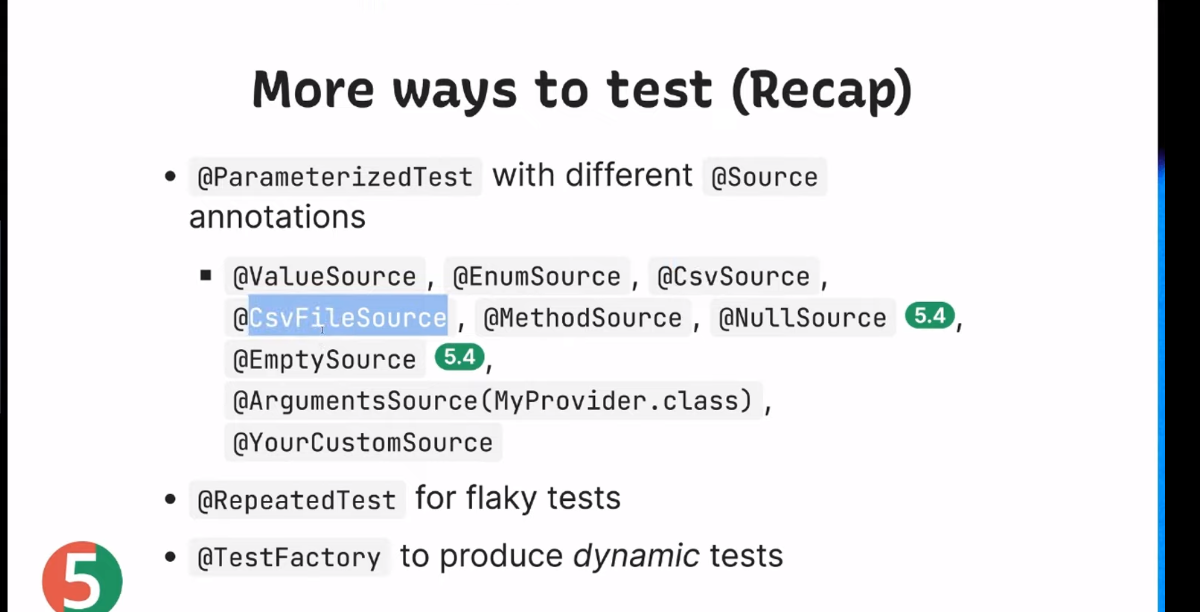 More ways to test (Recap)
• @ParameterizedTest with different @Source
annotations
▪ @ValueSource, @EnumSource, @CsvSource,
@CsvFileSource, @MethodSource, @NullSource 5.4,
@EmptySource 5.4,
@ArgumentsSource(MyProvider.class),
@YourCustomSource
• @RepeatedTest for flaky tests
• @TestFactory to produce dynamic tests
5